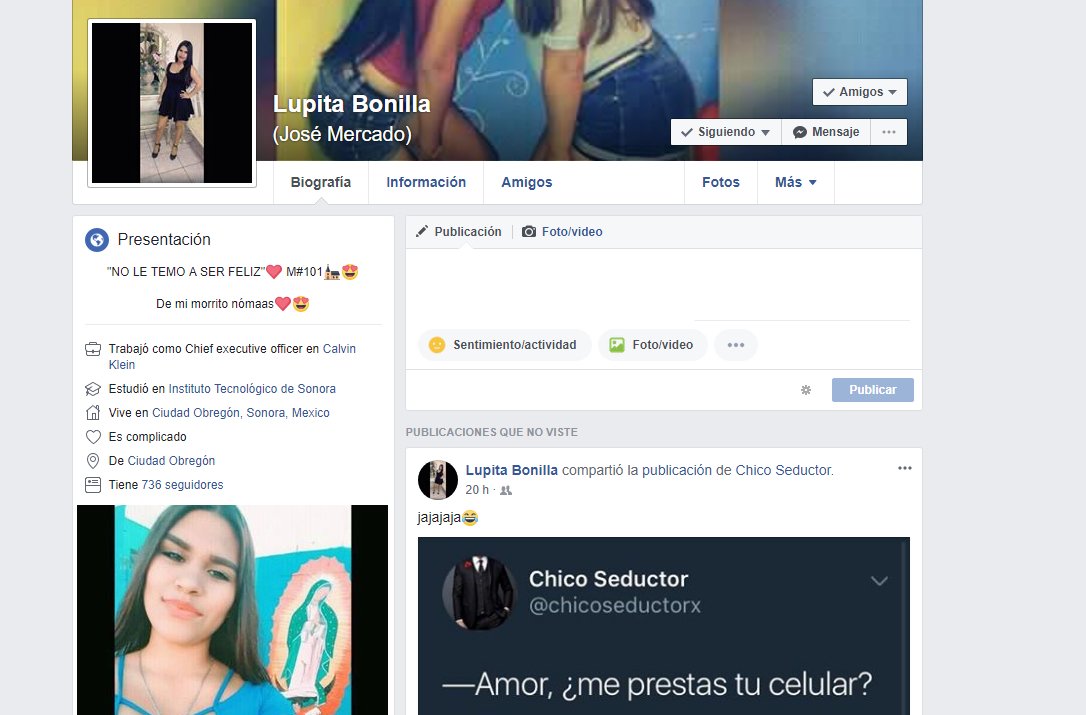 Lupita Bonilla
(José Mercado)
Amigos
Siguiendo
Mensaje
Biografía
Información
Amigos
Fotos
Más
Presentación
"NO LE TEMO A SER FELIZ"❤️ M#101⛪😍
De mi morrito nómaas❤️😍
Trabajó como Chief executive officer en Calvin
Klein
Estudió en Instituto Tecnológico de Sonora
Vive en Ciudad Obregón, Sonora, Mexico
Es complicado
De Ciudad Obregón
Tiene 736 seguidores
Publicación
Foto/video
Sentimiento/actividad
Foto/video
Publicar
PUBLICACIONES QUE NO VISTE
Lupita Bonilla compartió la publicación de Chico Seductor.
20 h ·
jajajaja😂
Chico Seductor
@chicoseductorx
—Amor, ¿me prestas tu celular?